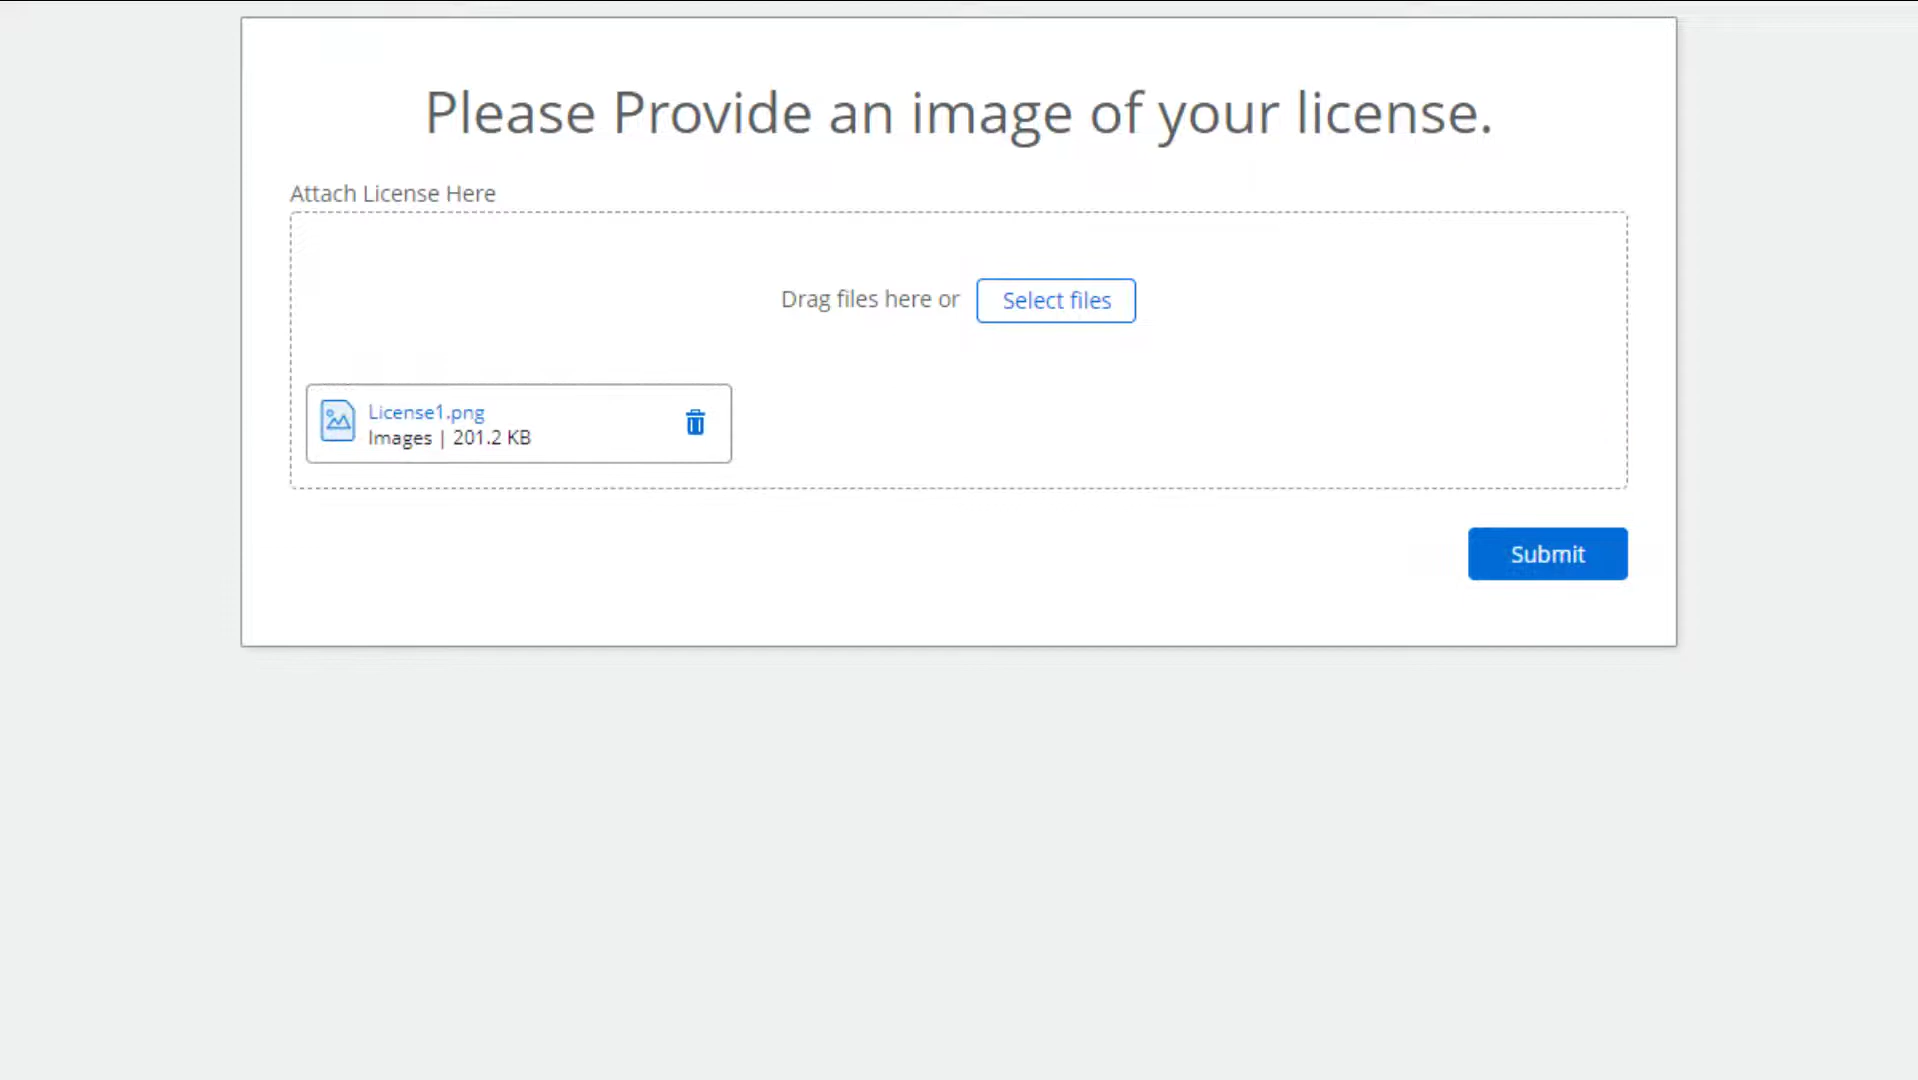 Please Provide an image of your license.
Attach License Here
Drag files here or Select files
License1.png
Images | 201.2 KB
Submit